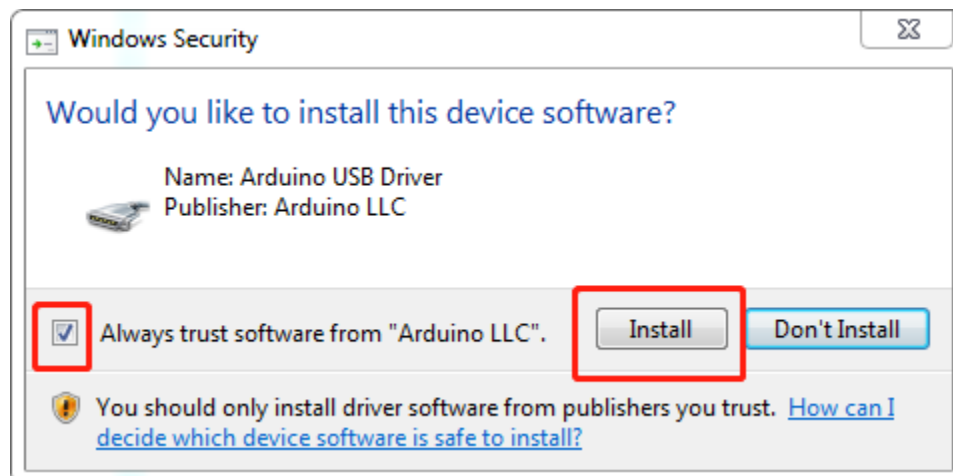 Windows Security
Would you like to install this device software?
Name: Arduino USB Driver
Publisher: Arduino LLC
Always trust software from "Arduino LLC".
Install
Don't Install
You should only install driver software from publishers you trust. How can I
decide which device software is safe to install?